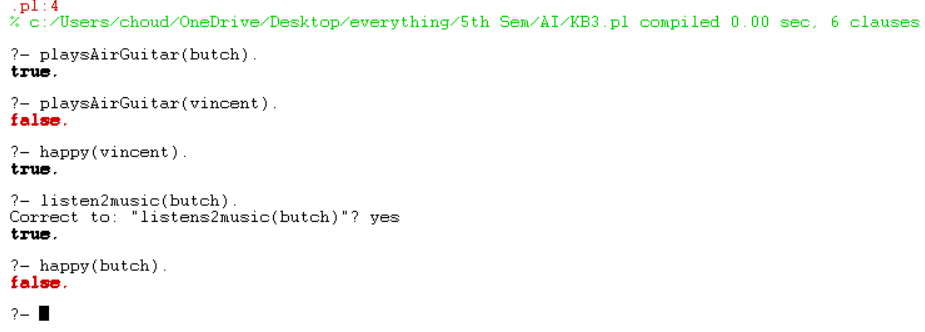 .pl:4
% c:/Users/choud/OneDrive/Desktop/everything/5th Sem/AI/KB3.pl compiled 0.00 sec, 6 clauses
?- playsAirGuitar(butch).
true.
?- playsAirGuitar(vincent).
false.
?- happy(vincent).
true.
?- listen2music(butch).
Correct to: "listens2music(butch)"? yes
true.
?- happy(butch).
false.
?-